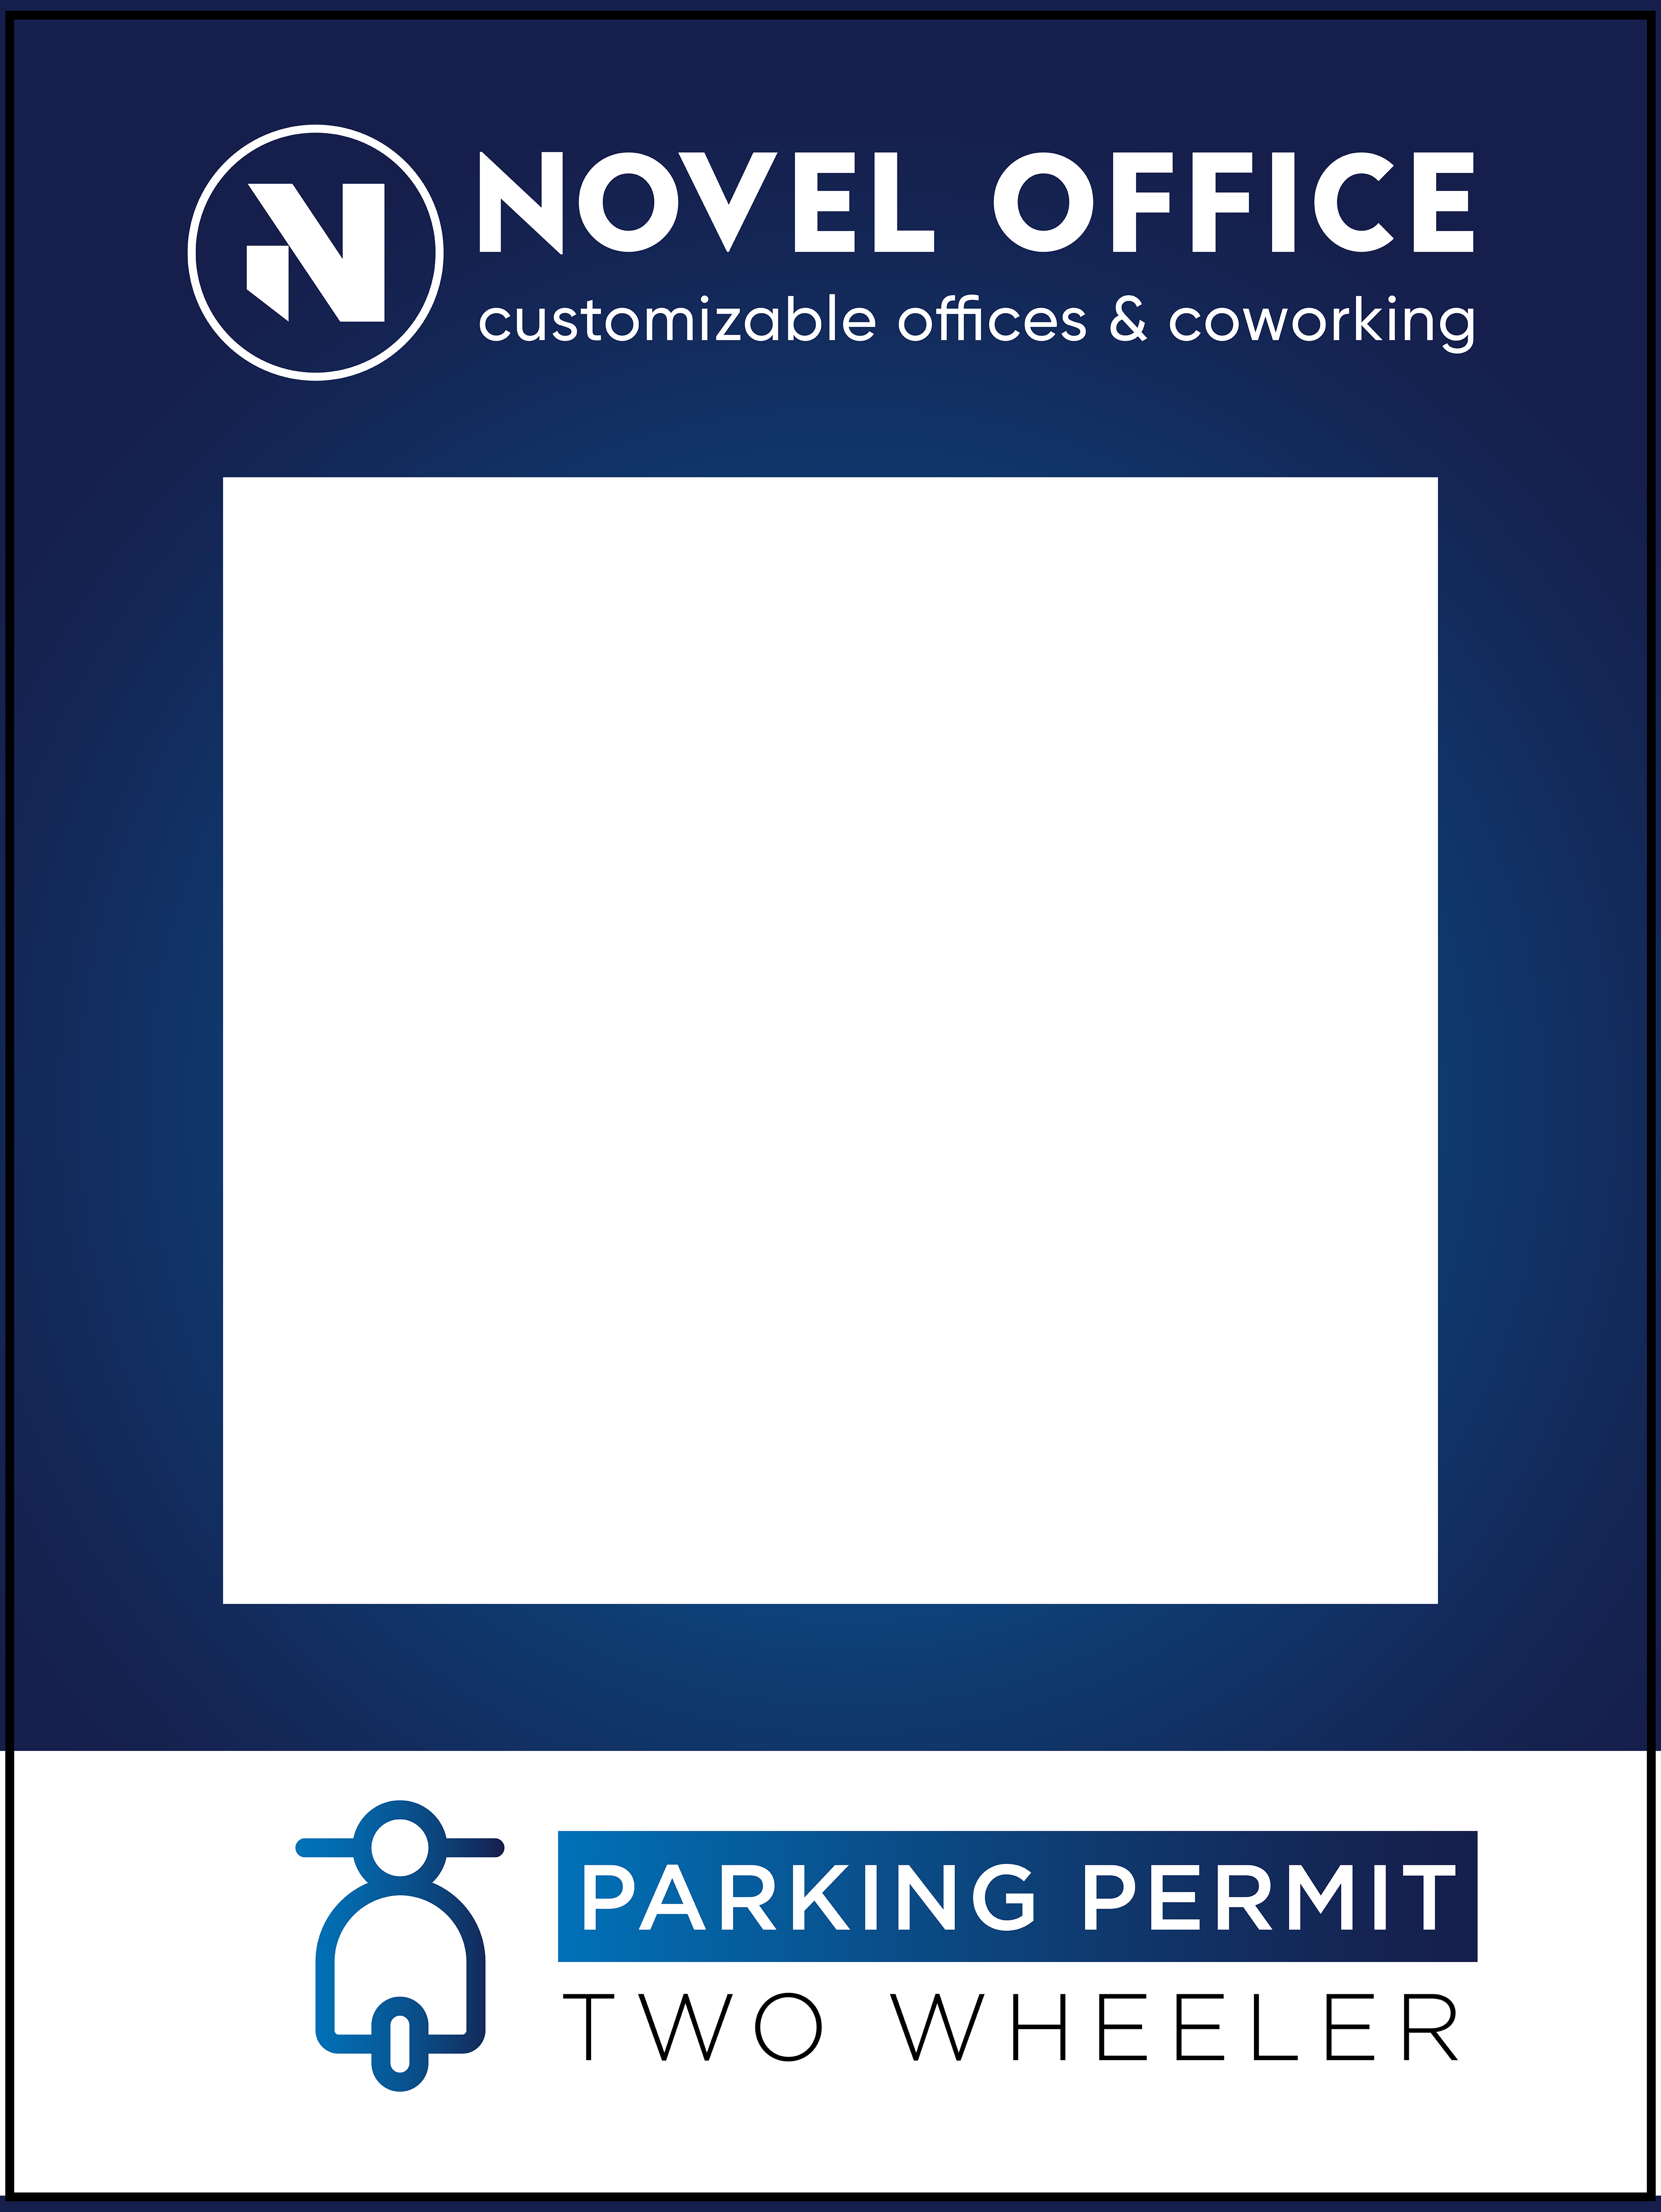 NOVEL OFFICE
customizable offices & coworking
PARKING PERMIT
TWO WHEELER